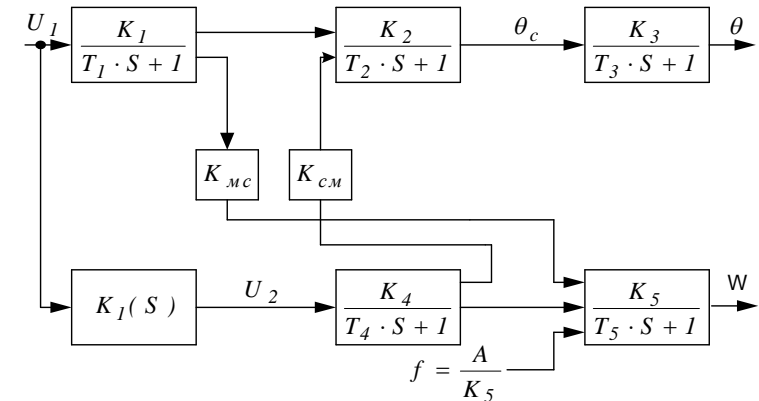 U 1
K 1
T 1 · S + 1
K 2
T 2 · S + 1
θ c
K 3
T 3 · S + 1
θ
K мс
K см
K 1( S )
U 2
K 4
T 4 · S + 1
K 5
T 5 · S + 1
W
f = A
K 5